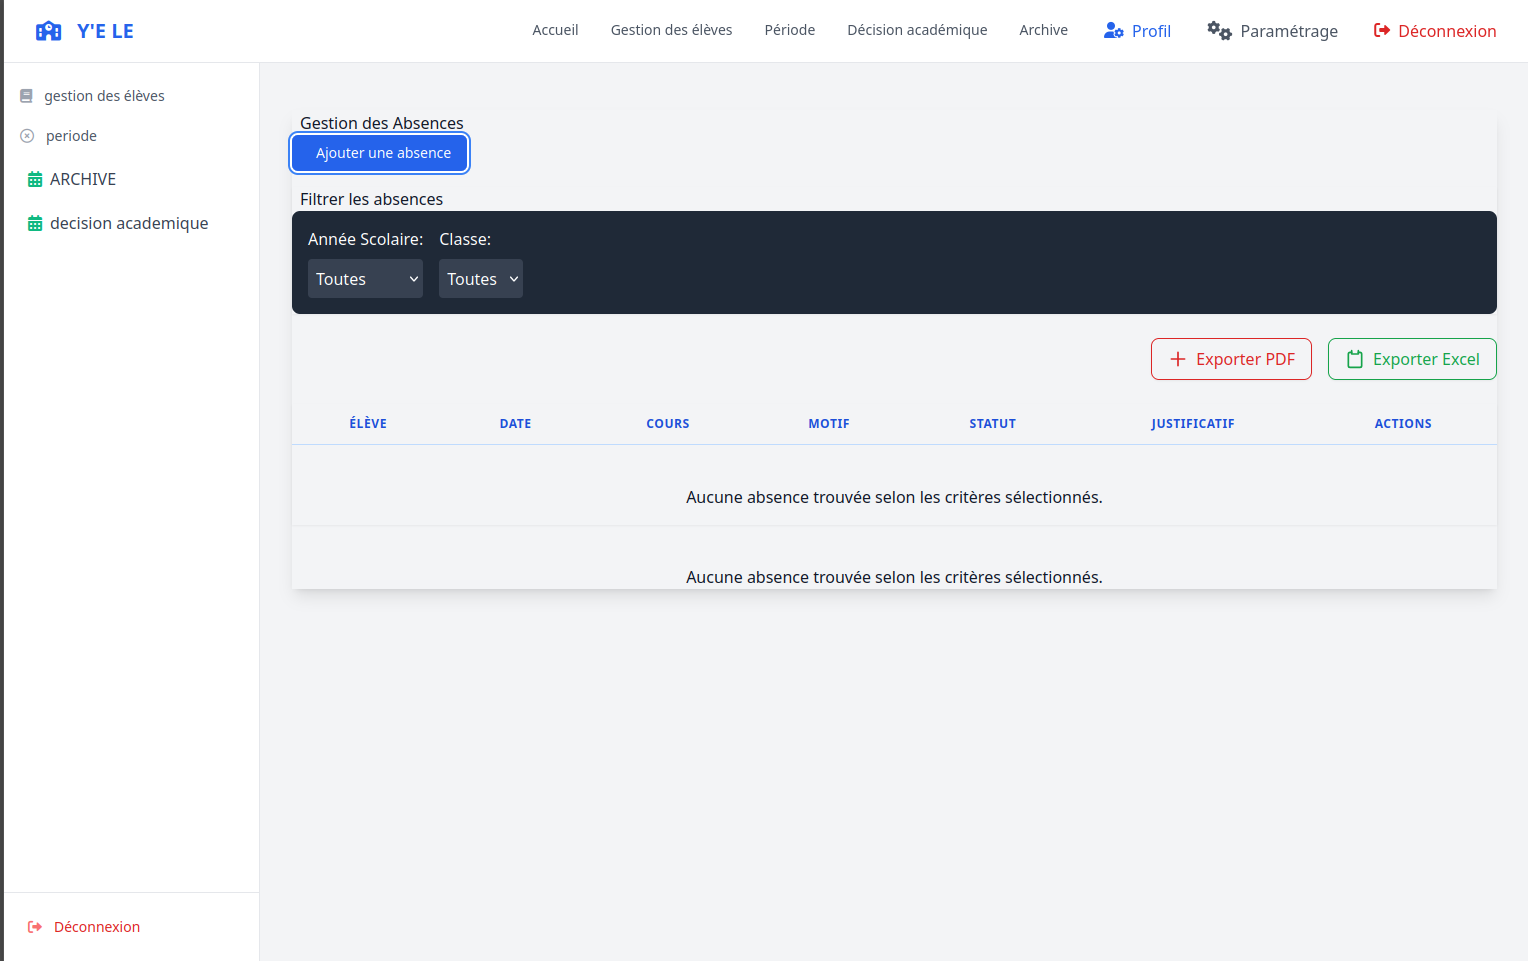 Y'E LE
Accueil
Gestion des élèves
Période
Décision académique
Archive
Profil
Paramétrage
Déconnexion
gestion des élèves
periode
ARCHIVE
decision academique
Déconnexion
Gestion des Absences
Ajouter une absence
Filtrer les absences
Année Scolaire: Classe:
Toutes Toutes
Exporter PDF Exporter Excel
ÉLÈVE DATE COURS MOTIF STATUT JUSTIFICATIF ACTIONS
Aucune absence trouvée selon les critères sélectionnés.
Aucune absence trouvée selon les critères sélectionnés.